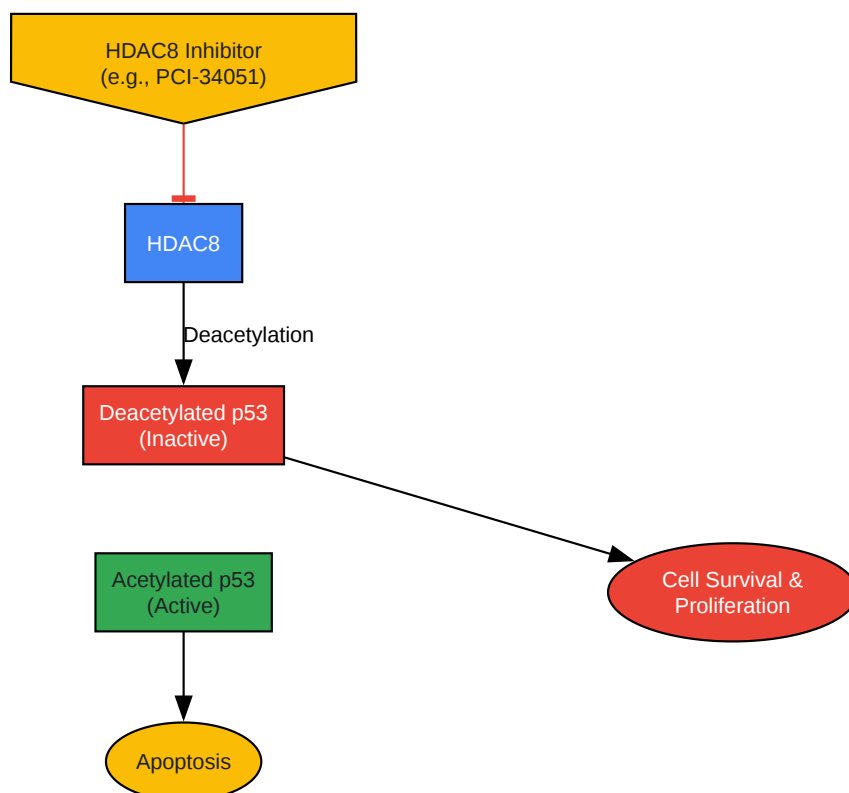 HDAC8 Inhibitor
(e.g., PCI-34051)
HDAC8
Deacetylation
Deacetylated p53
(Inactive)
Acetylated p53
(Active)
Cell Survival &
Proliferation
Apoptosis